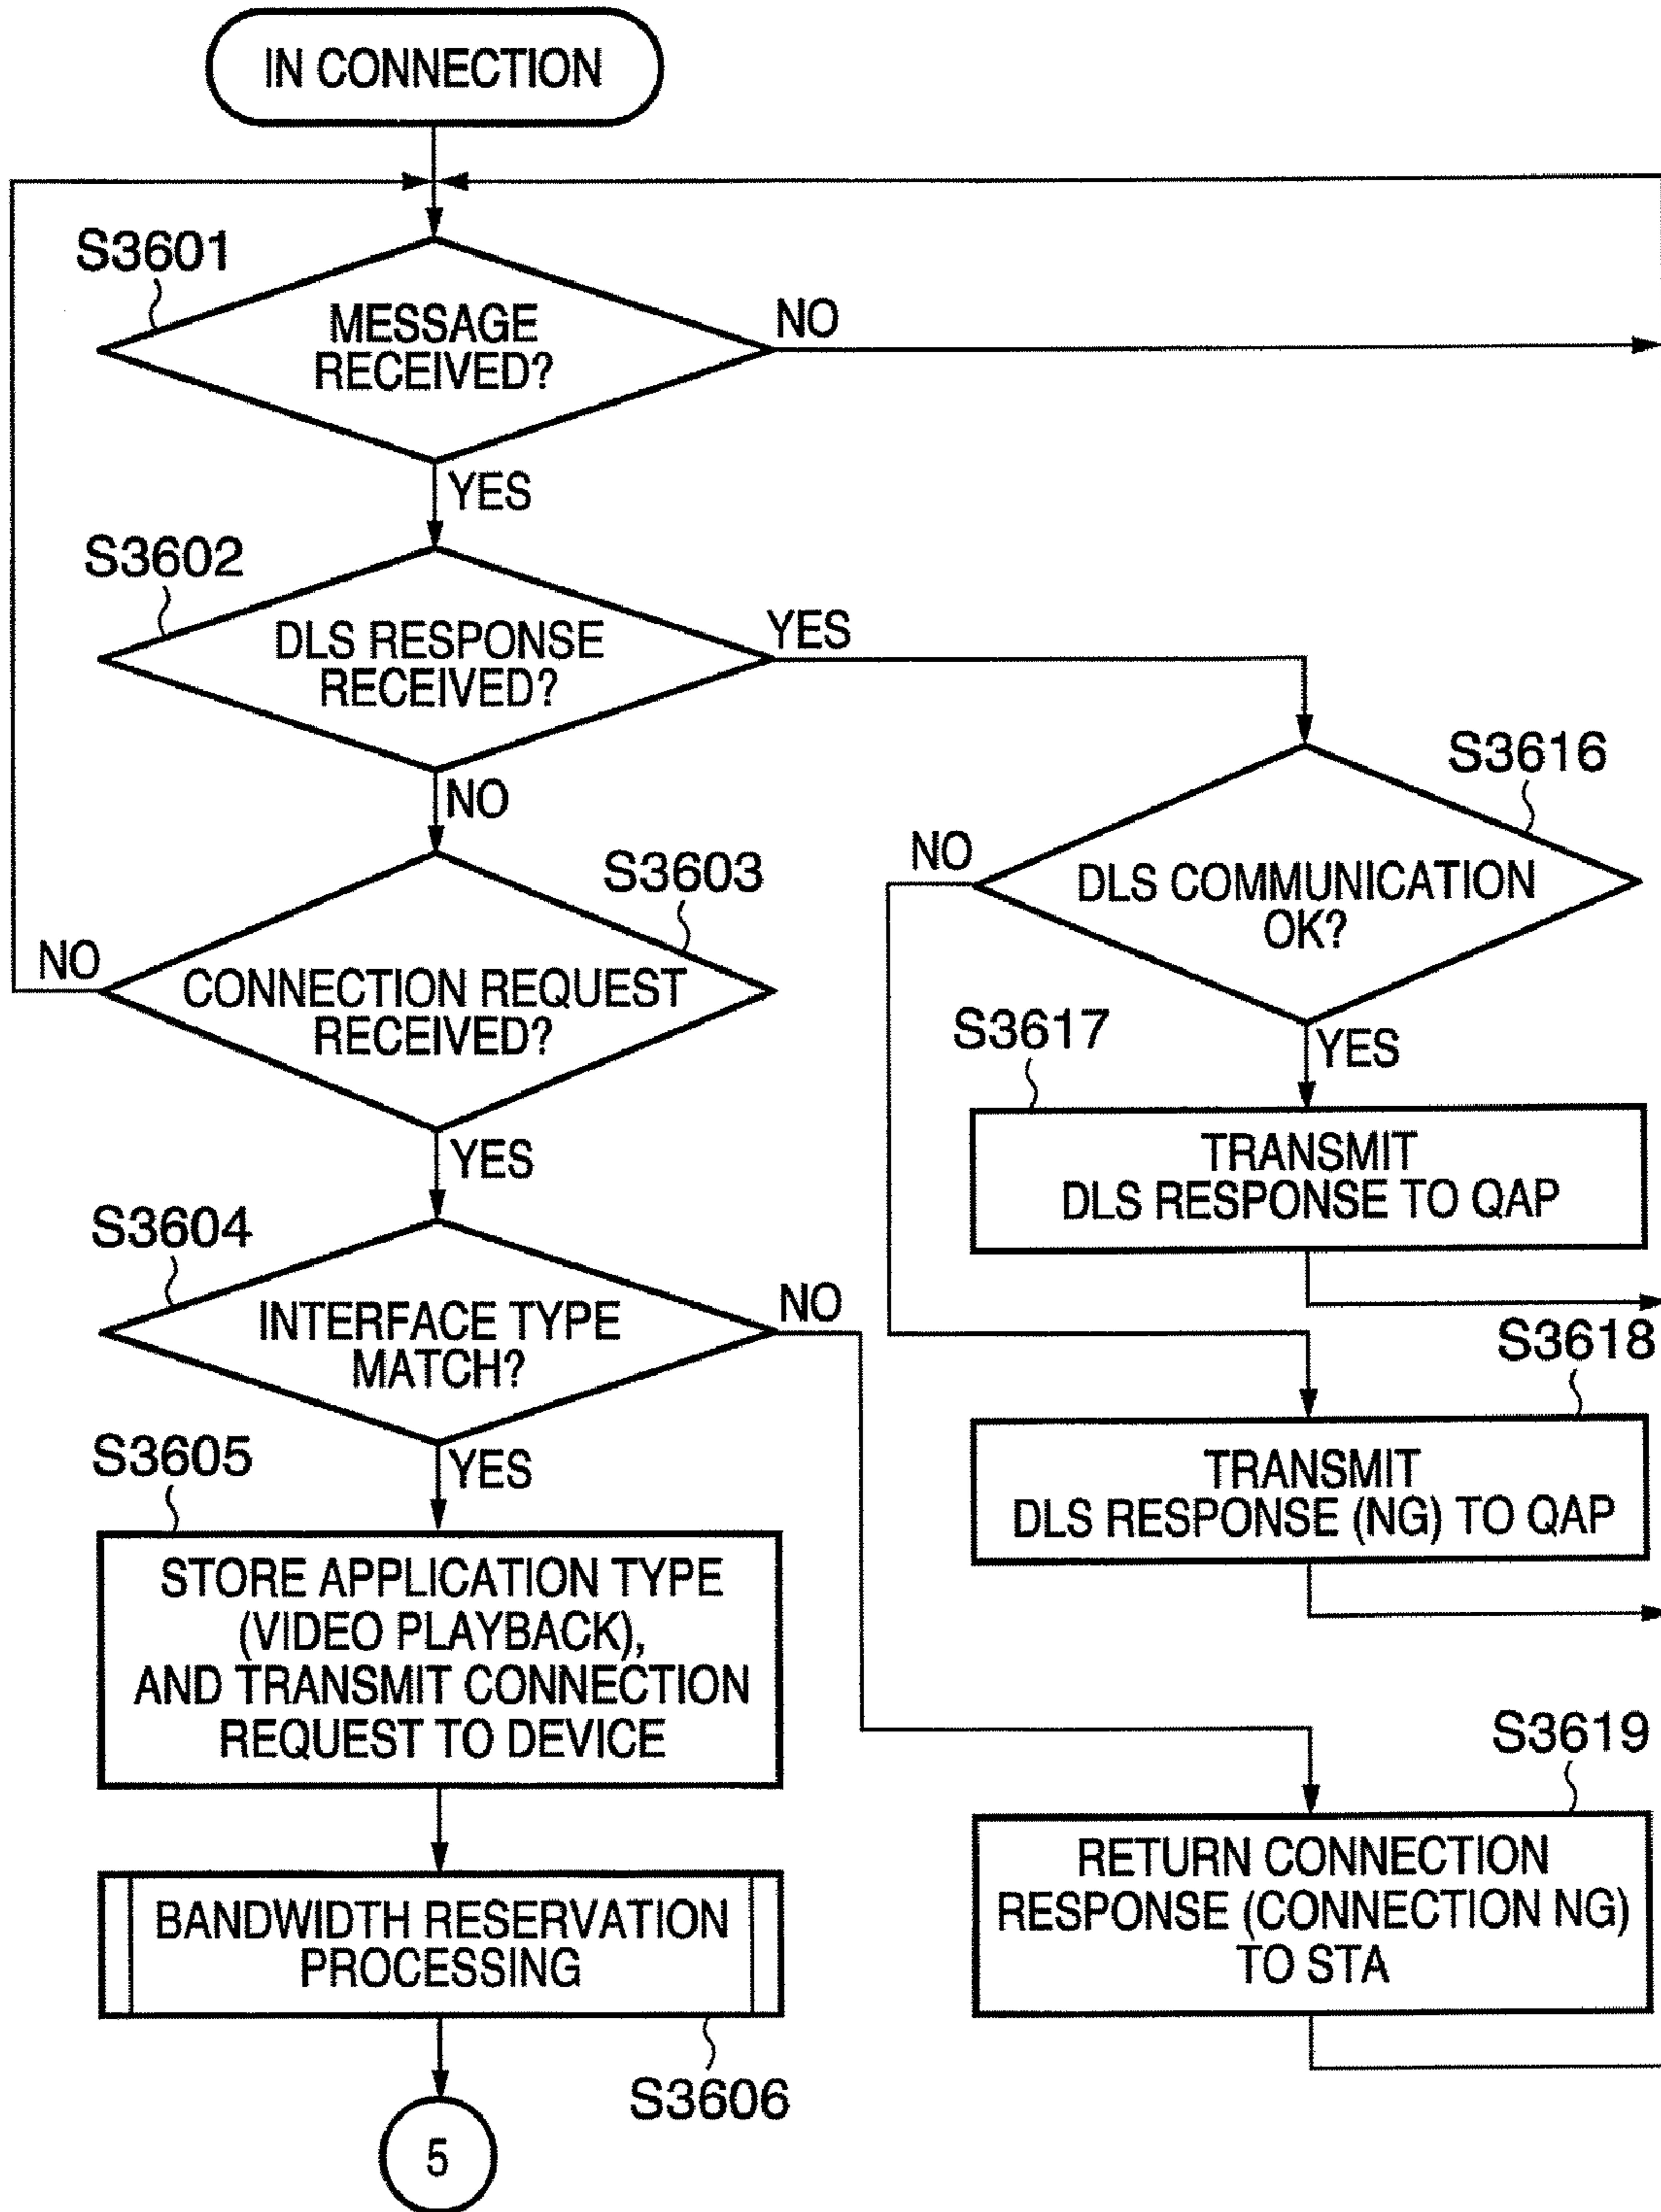 IN CONNECTION
S3601
MESSAGE
RECEIVED?
NO
YES
S3602
DLS RESPONSE
RECEIVED?
YES
NO
S3616
DLS COMMUNICATION
OK?
NO
YES
S3603
CONNECTION REQUEST
RECEIVED?
NO
YES
S3617
TRANSMIT
DLS RESPONSE TO QAP
S3604
INTERFACE TYPE
MATCH?
NO
YES
S3618
TRANSMIT
DLS RESPONSE (NG) TO QAP
S3605
STORE APPLICATION TYPE
(VIDEO PLAYBACK),
AND TRANSMIT CONNECTION
REQUEST TO DEVICE
S3619
RETURN CONNECTION
RESPONSE (CONNECTION NG)
TO STA
BANDWIDTH RESERVATION
PROCESSING
S3606
5